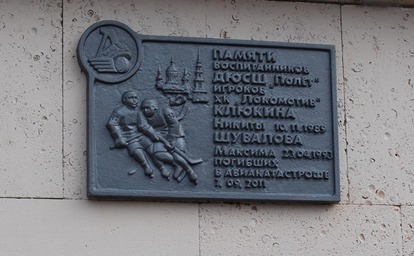 ПАМЯТИ
ВОСПИТАННИКОВ
ДЮСШ „Полёт"
ИГРОКОВ
ХК „Локомотив"
КЛЮКИНА
НИКИТЫ 10.11.1989
ШУВАЛОВА
МАКСИМА 23.04.1993
ПОГИБШИХ
В АВИАКАТАСТРОФЕ
7.09.2011